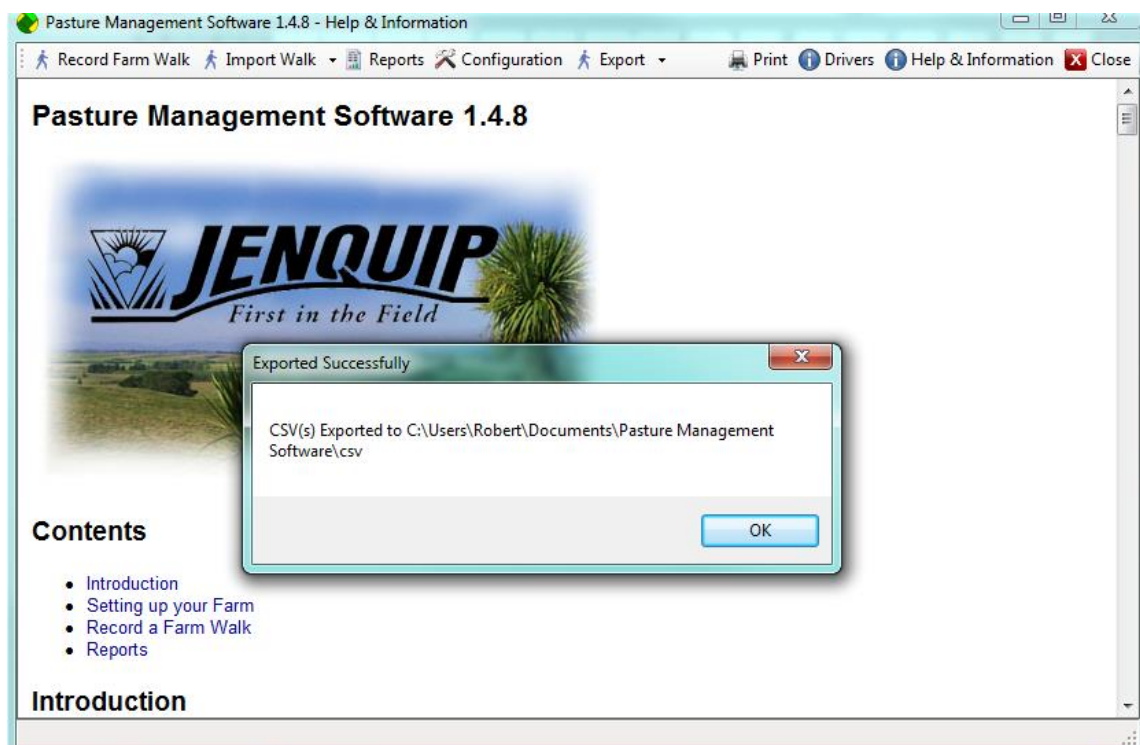 Pasture Management Software 1.4.8 - Help & Information
Record Farm Walk Import Walk Reports Configuration Export Print Drivers Help & Information Close
Pasture Management Software 1.4.8
JENQUIP
First in the Field
Exported Successfully
CSV(s) Exported to C:\Users\Robert\Documents\Pasture Management
Software\csv
OK
Contents
Introduction
Setting up your Farm
Record a Farm Walk
Reports
Introduction